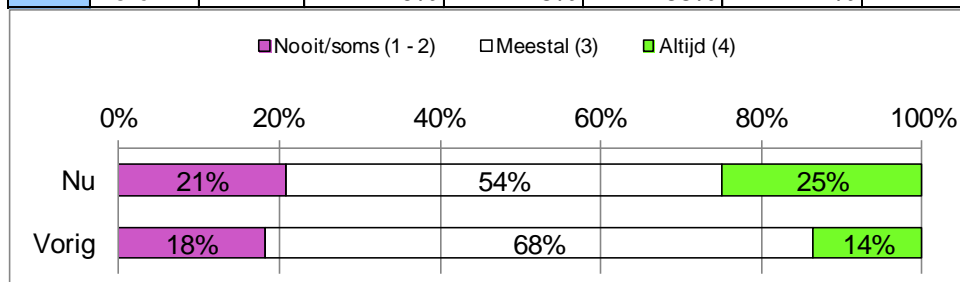 Nooit/soms (1 - 2) Meestal (3) Altijd (4)
0% 20% 40% 60% 80% 100%
Nu 21% 54% 25%
Vorig 18% 68% 14%